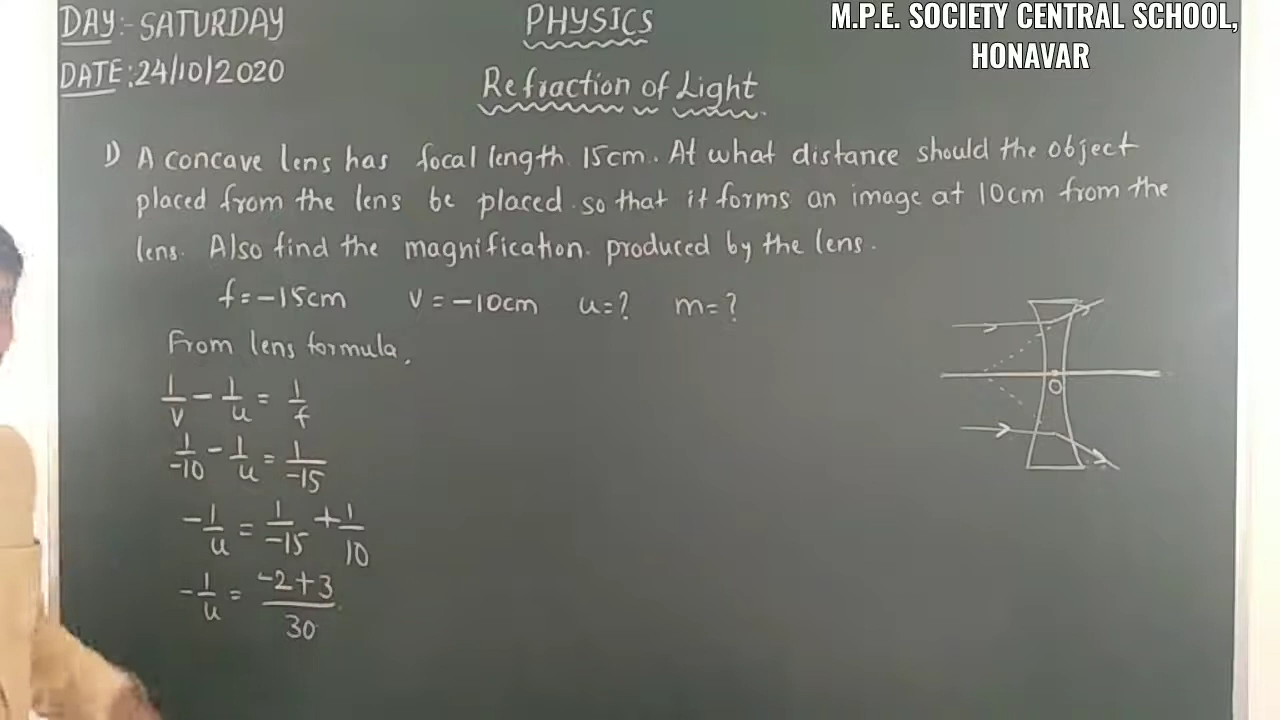 DAY:- SATURDAY
DATE: 24/10/2020
PHYSICS
M.P.E. SOCIETY CENTRAL SCHOOL,
HONAVAR
Refraction of Light
1) A concave lens has focal length 15cm. At what distance should the object
placed from the lens be placed so that it forms an image at 10cm from the
lens. Also find the magnification produced by the lens.
f = -15cm v = -10cm u=? m=?
From lens formula,
1/v - 1/u = 1/f
1/-10 - 1/u = 1/-15
-1/u = 1/-15 + 1/10
-1/u = -2+3/30
O